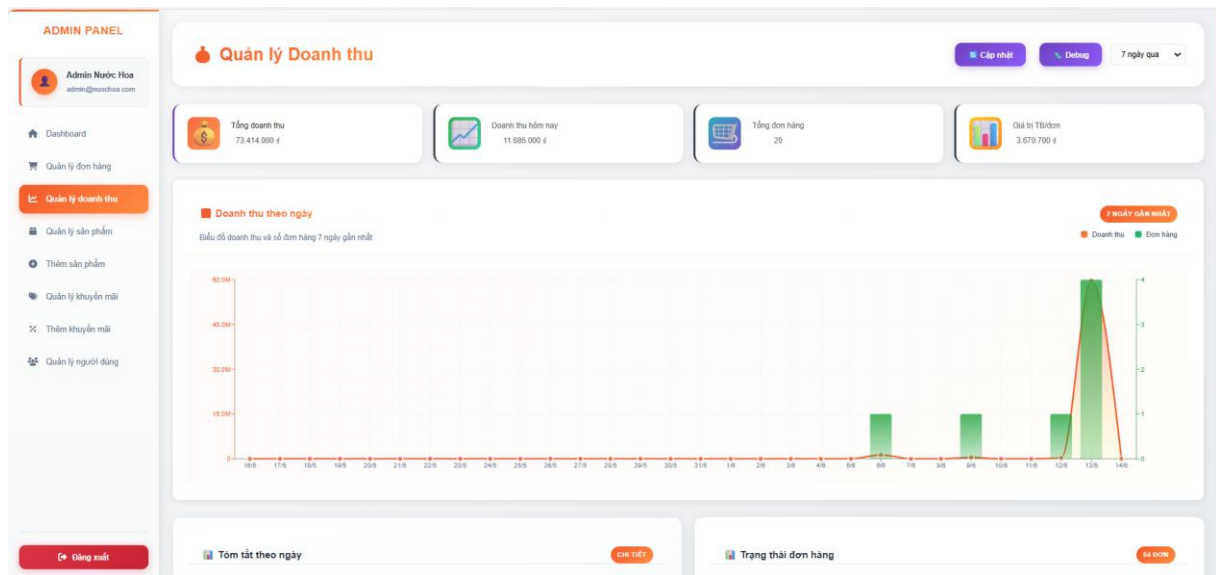 ADMIN PANEL
Admin Nước Hoa
admin@nuochoa.com
Dashboard
Quản lý đơn hàng
Quản lý doanh thu
Quản lý sản phẩm
Thêm sản phẩm
Quản lý khuyến mãi
Thêm khuyến mãi
Quản lý người dùng
Đăng xuất
Quản lý Doanh thu
Cập nhật
Debug
7 ngày qua
Tổng doanh thu
73.414.000 ₫
Doanh thu hôm nay
11.686.000 ₫
Tổng đơn hàng
20
Giá trị TB/đơn
3.670.700 ₫
Doanh thu theo ngày
7 NGÀY GẦN NHẤT
Biểu đồ doanh thu và số đơn hàng 7 ngày gần nhất
Doanh thu Đơn hàng
60.0M 4
45.0M 3
30.0M 2
15.0M 1
0 0
16/5 17/5 18/5 19/5 20/5 21/5 22/5 23/5 24/5 25/5 26/5 27/5 28/5 29/5 30/5 31/5 1/6 2/6 3/6 4/6 5/6 6/6 7/6 8/6 9/6 10/6 11/6 12/6 13/6 14/6
Tóm tắt theo ngày
CHI TIẾT
Trạng thái đơn hàng
54 ĐƠN